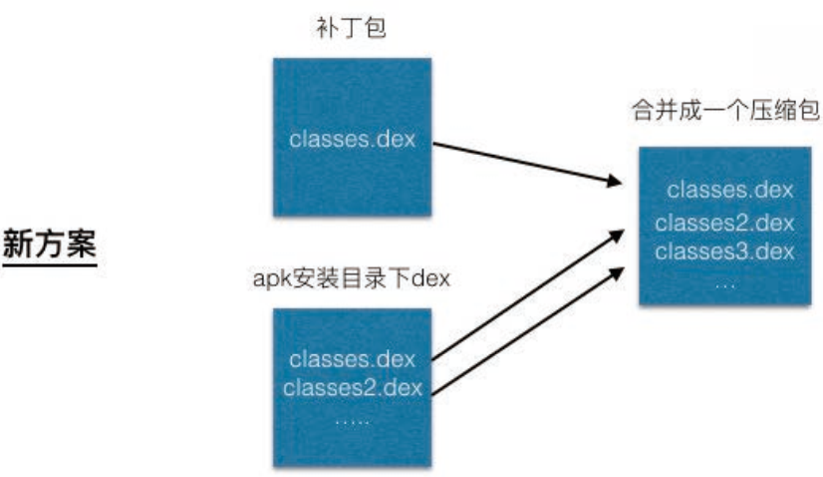 补丁包
classes.dex
合并成一个压缩包
classes.dex
classes2.dex
classes3.dex
...
新方案
apk安装目录下dex
classes.dex
classes2.dex
.....